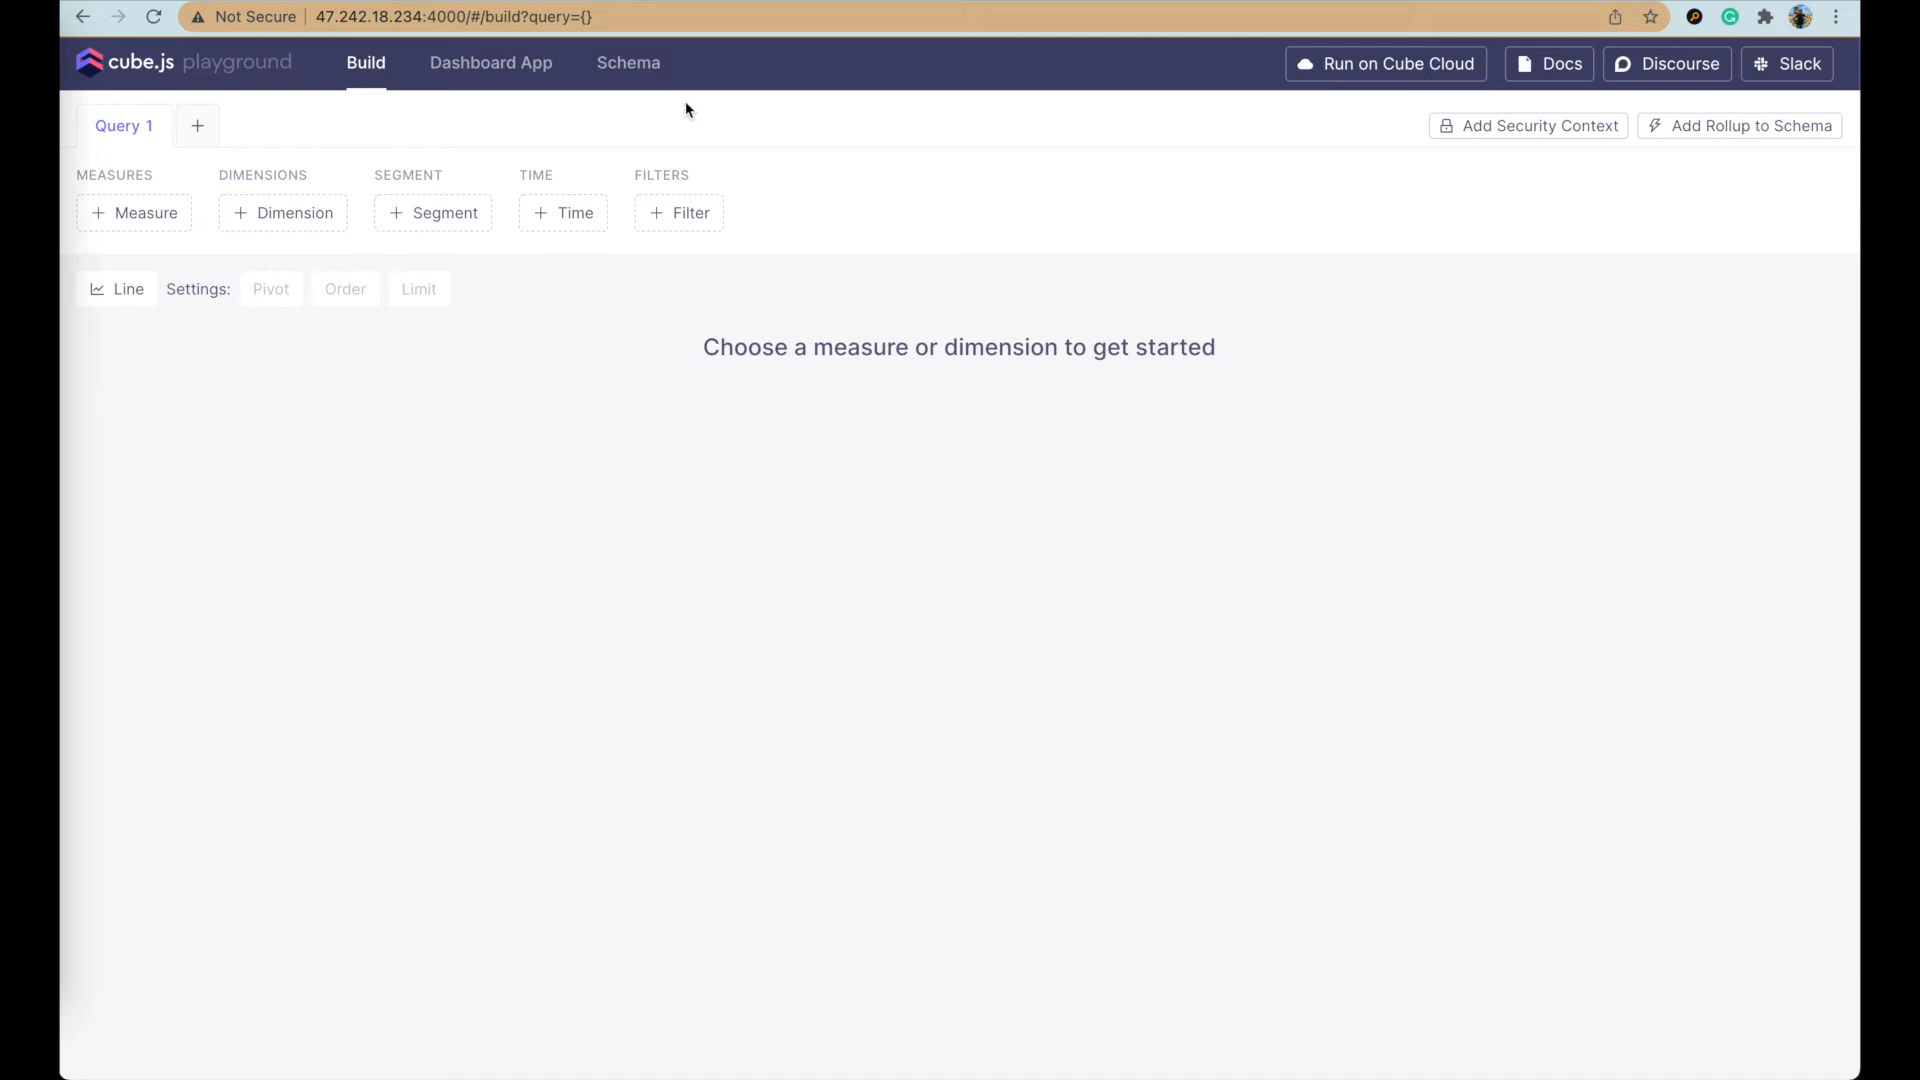 Not Secure 47.242.18.234:4000/#/build?query={}
cube.js playground Build Dashboard App Schema Run on Cube Cloud Docs Discourse Slack
Query 1 + Add Security Context Add Rollup to Schema
MEASURES DIMENSIONS SEGMENT TIME FILTERS
+ Measure + Dimension + Segment + Time + Filter
Line Settings: Pivot Order Limit
Choose a measure or dimension to get started